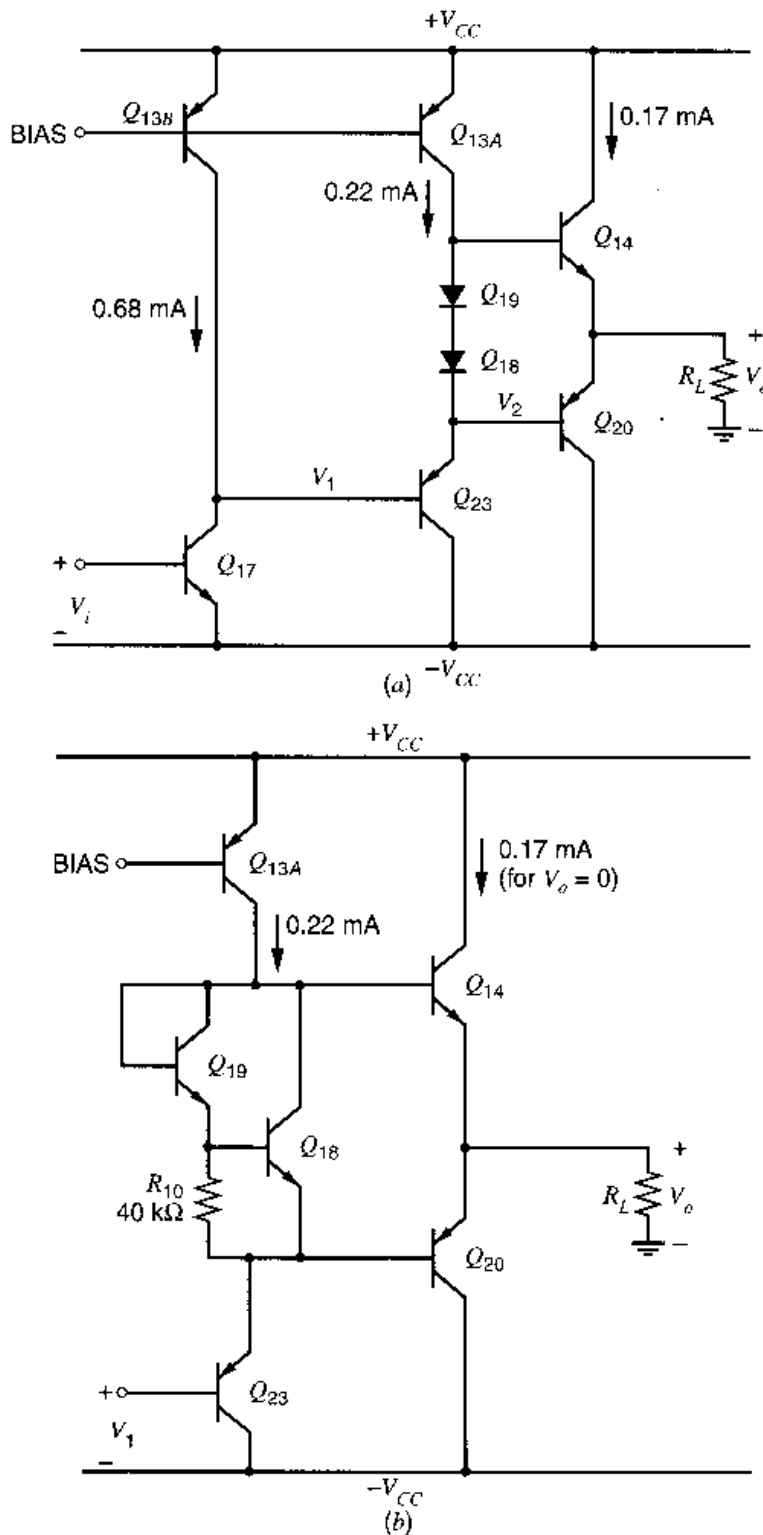 +V_CC
Q_13B
BIAS
Q_13A
0.17 mA
0.22 mA
Q_14
Q_19
0.68 mA
Q_18
+
R_L
V_2
Q_20
−
V_1
Q_23
+
Q_17
V_i
−
−V_CC
(a)
+V_CC
BIAS
Q_13A
0.17 mA
(for V_o = 0)
0.22 mA
Q_14
Q_19
Q_18
+
R_10
40 kΩ
R_L
V_o
−
Q_20
+
Q_23
V_1
−
−V_CC
(b)